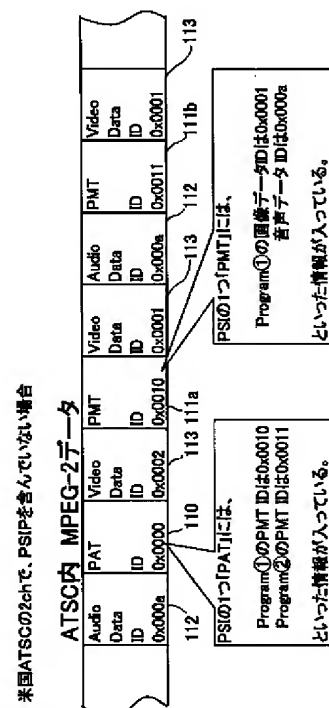 米国ATSCの2chで、PSIPを含んでいない場合
ATSC内 MPEG-2データ
Audio
Data
ID
0x000a
PAT
ID
0x0000
Video
Data
ID
0x0002
PMT
ID
0x0010
Video
Data
ID
0x0001
Audio
Data
ID
0x000a
PMT
ID
0x0011
Video
Data
ID
0x0001
112
110
113
111a
113
112
111b
113
PSIの1つ「PAT」には、
Program①のPMT IDは0x0010
Program②のPMT IDは0x0011
といった情報が入っている。
PSIの1つ「PMT」には、
Program①の画像データIDは0x0001
音声データ IDは0x000a
といった情報が入っている。